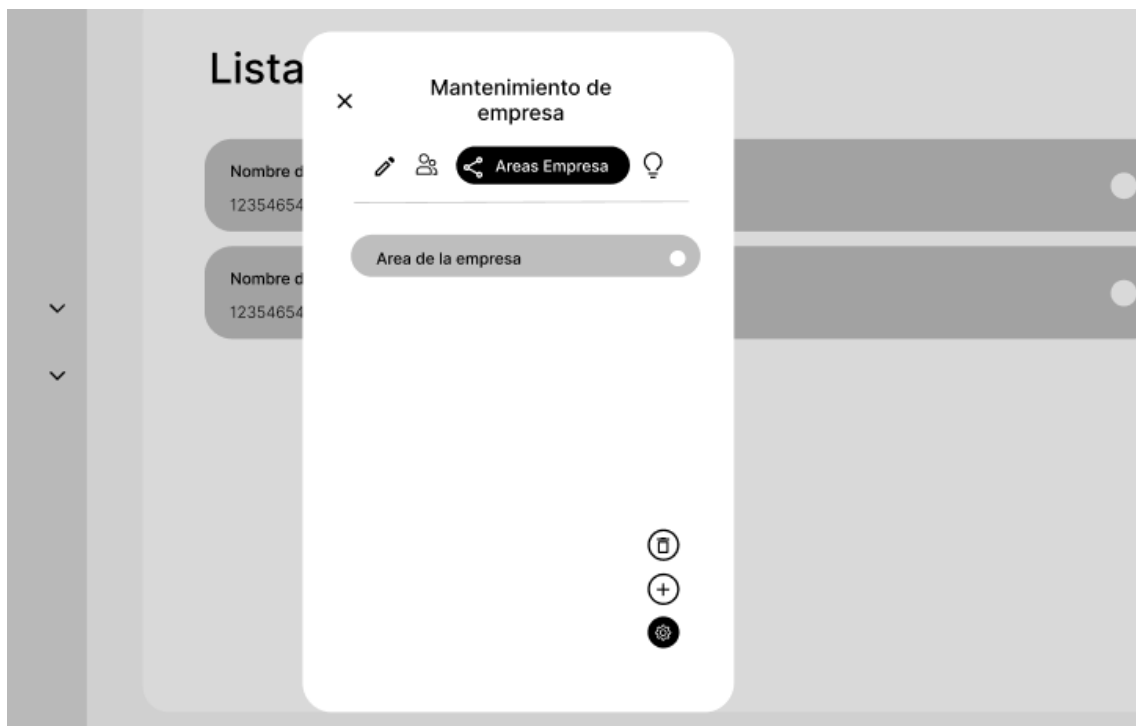 Lista
Mantenimiento de
empresa
Areas Empresa
Nombre d
12354654
Area de la empresa
Nombre d
12354654